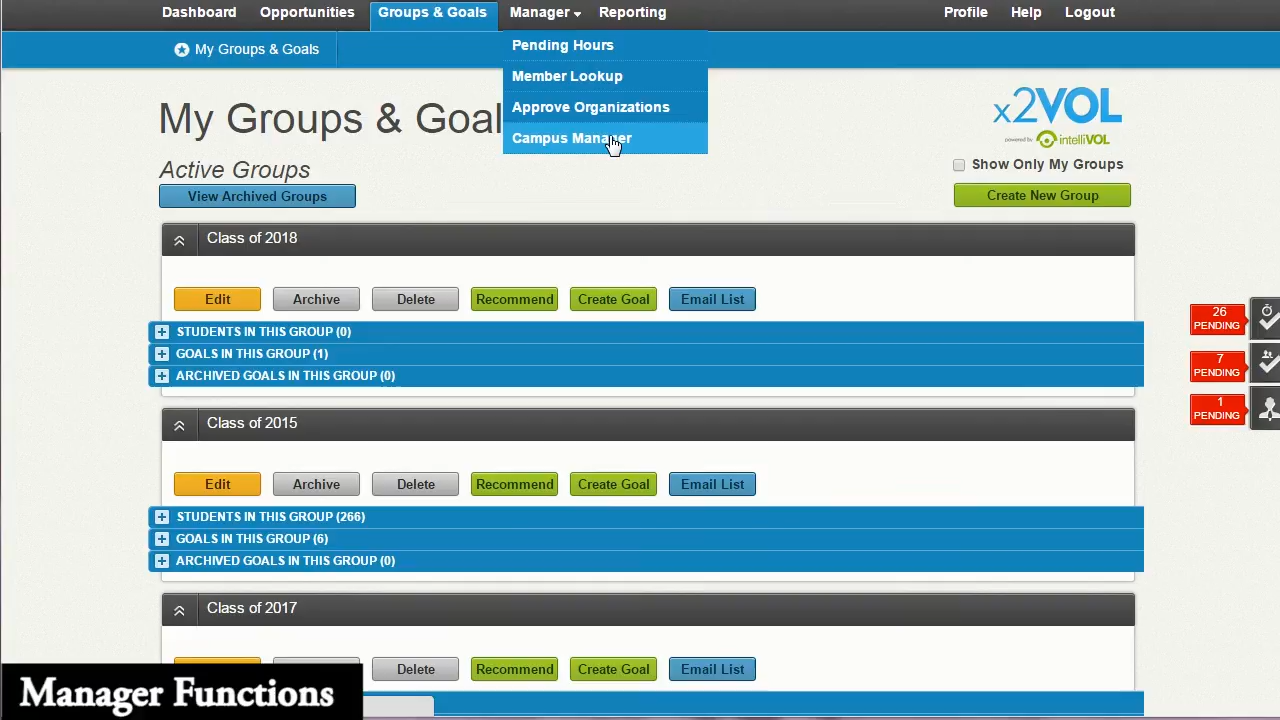 Dashboard Opportunities Groups & Goals Manager Reporting Profile Help Logout
My Groups & Goals
Pending Hours
Member Lookup
Approve Organizations
Campus Manager
My Groups & Goal
x2VOL
powered by intelliVOL
Active Groups
Show Only My Groups
View Archived Groups
Create New Group
Class of 2018
Edit Archive Delete Recommend Create Goal Email List
STUDENTS IN THIS GROUP (0)
GOALS IN THIS GROUP (1)
ARCHIVED GOALS IN THIS GROUP (0)
26
PENDING
7
PENDING
1
PENDING
Class of 2015
Edit Archive Delete Recommend Create Goal Email List
STUDENTS IN THIS GROUP (266)
GOALS IN THIS GROUP (6)
ARCHIVED GOALS IN THIS GROUP (0)
Class of 2017
Delete Recommend Create Goal Email List
Manager Functions